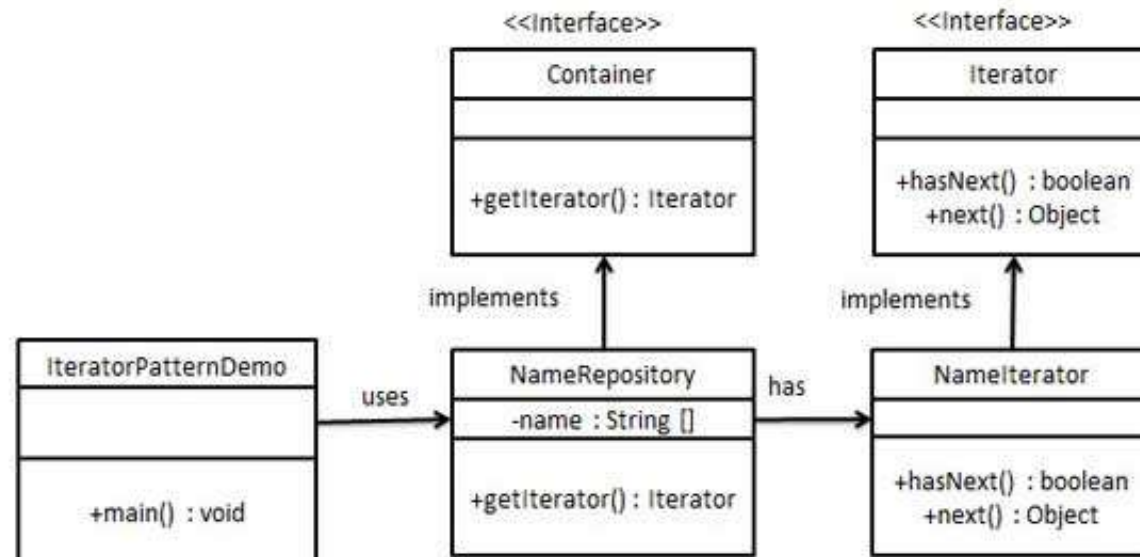 <<Interface>>
Container
+getIterator() : Iterator
<<Interface>>
Iterator
+hasNext() : boolean
+next() : Object
implements
implements
IteratorPatternDemo
+main() : void
uses
NameRepository
-name : String []
+getIterator() : Iterator
has
NameIterator
+hasNext() : boolean
+next() : Object